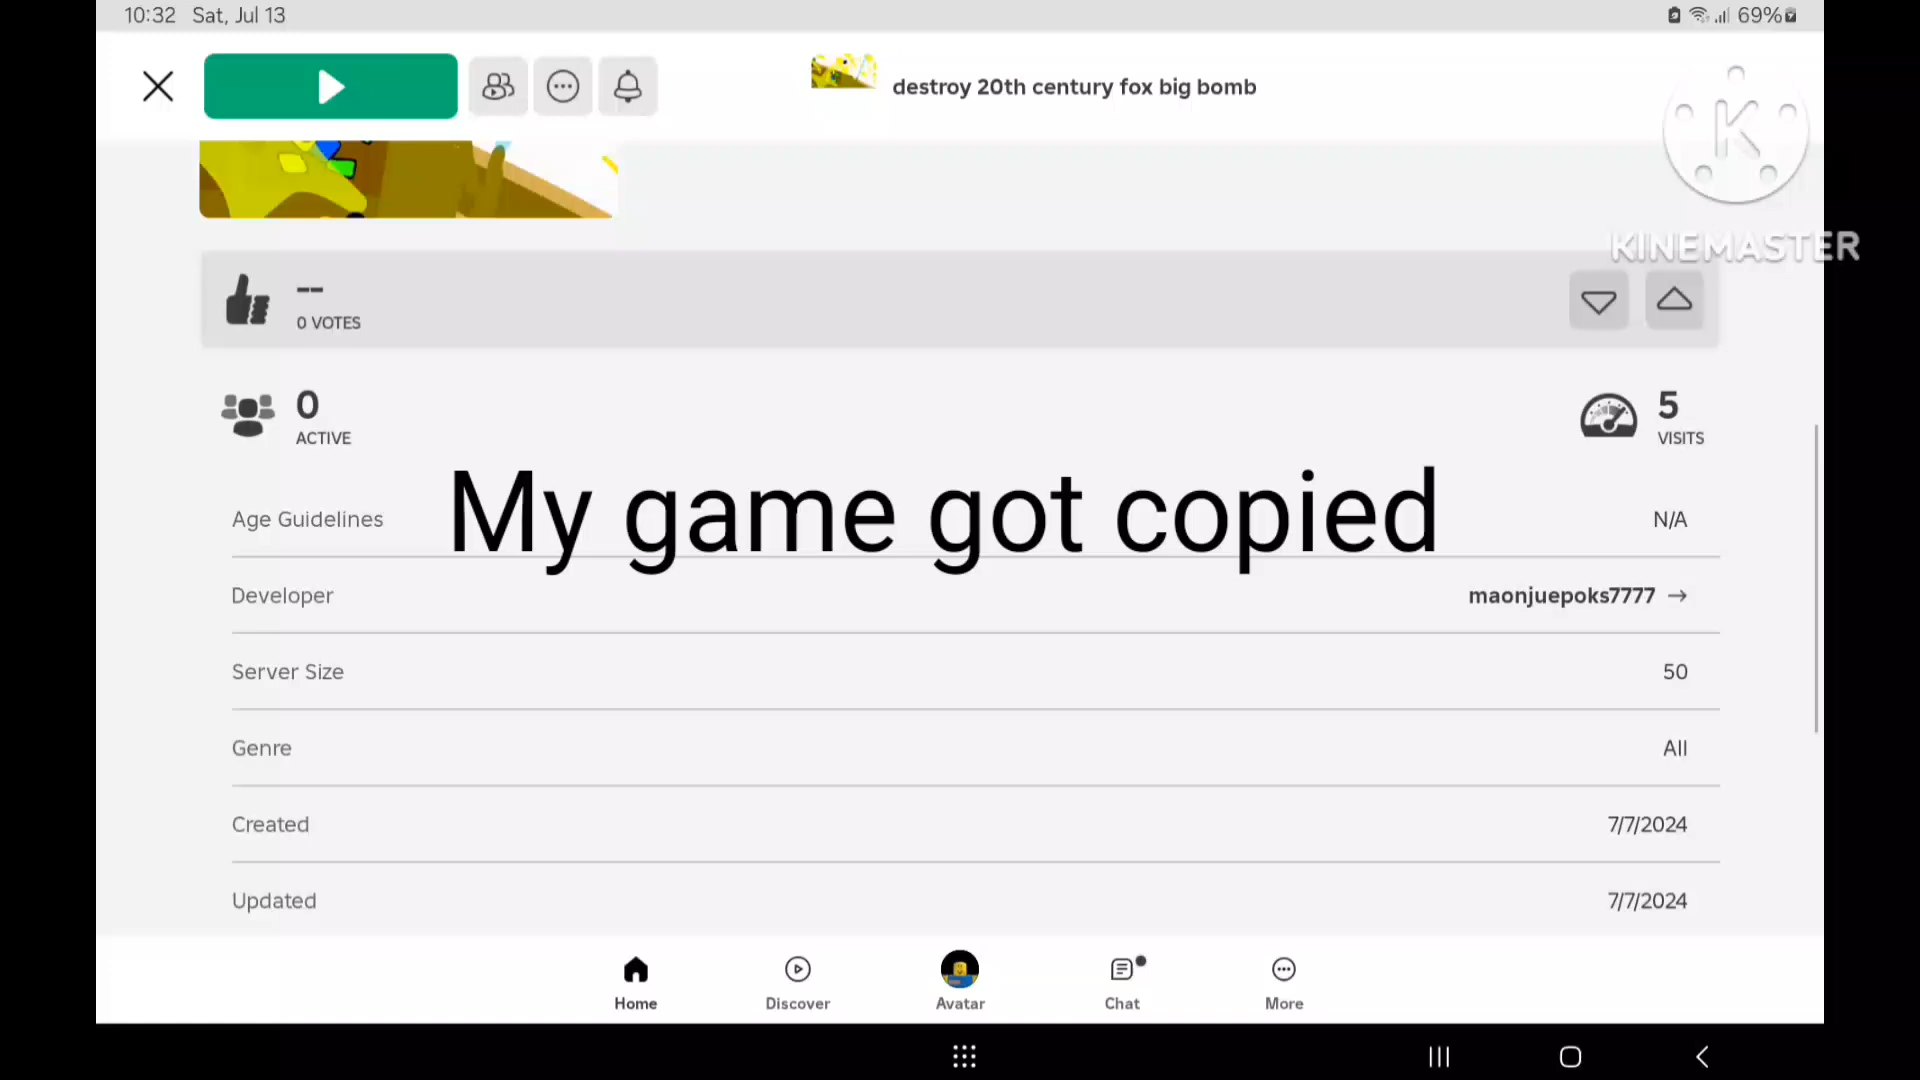 10:32 Sat, Jul 13
69%
destroy 20th century fox big bomb
K
KINEMASTER
--
0 VOTES
0
ACTIVE
5
VISITS
My game got copied
Age Guidelines N/A
Developer maonjuepoks7777 →
Server Size 50
Genre All
Created 7/7/2024
Updated 7/7/2024
Home Discover Avatar Chat More